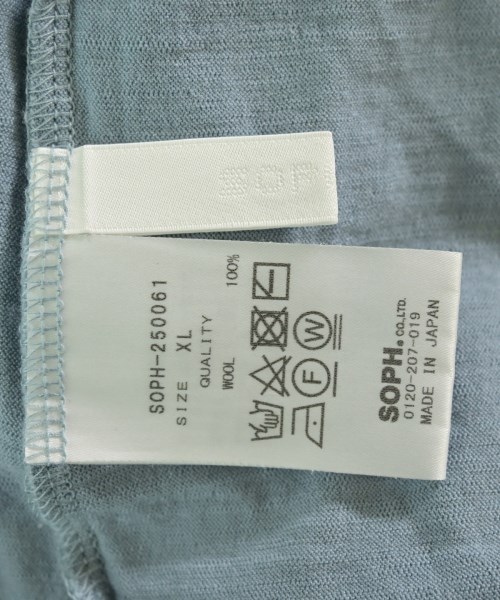 SOPH-250061
SIZE XL
QUALITY
WOOL 100%
F W
SOPH. CO.,LTD.
0120-207-019
MADE IN JAPAN